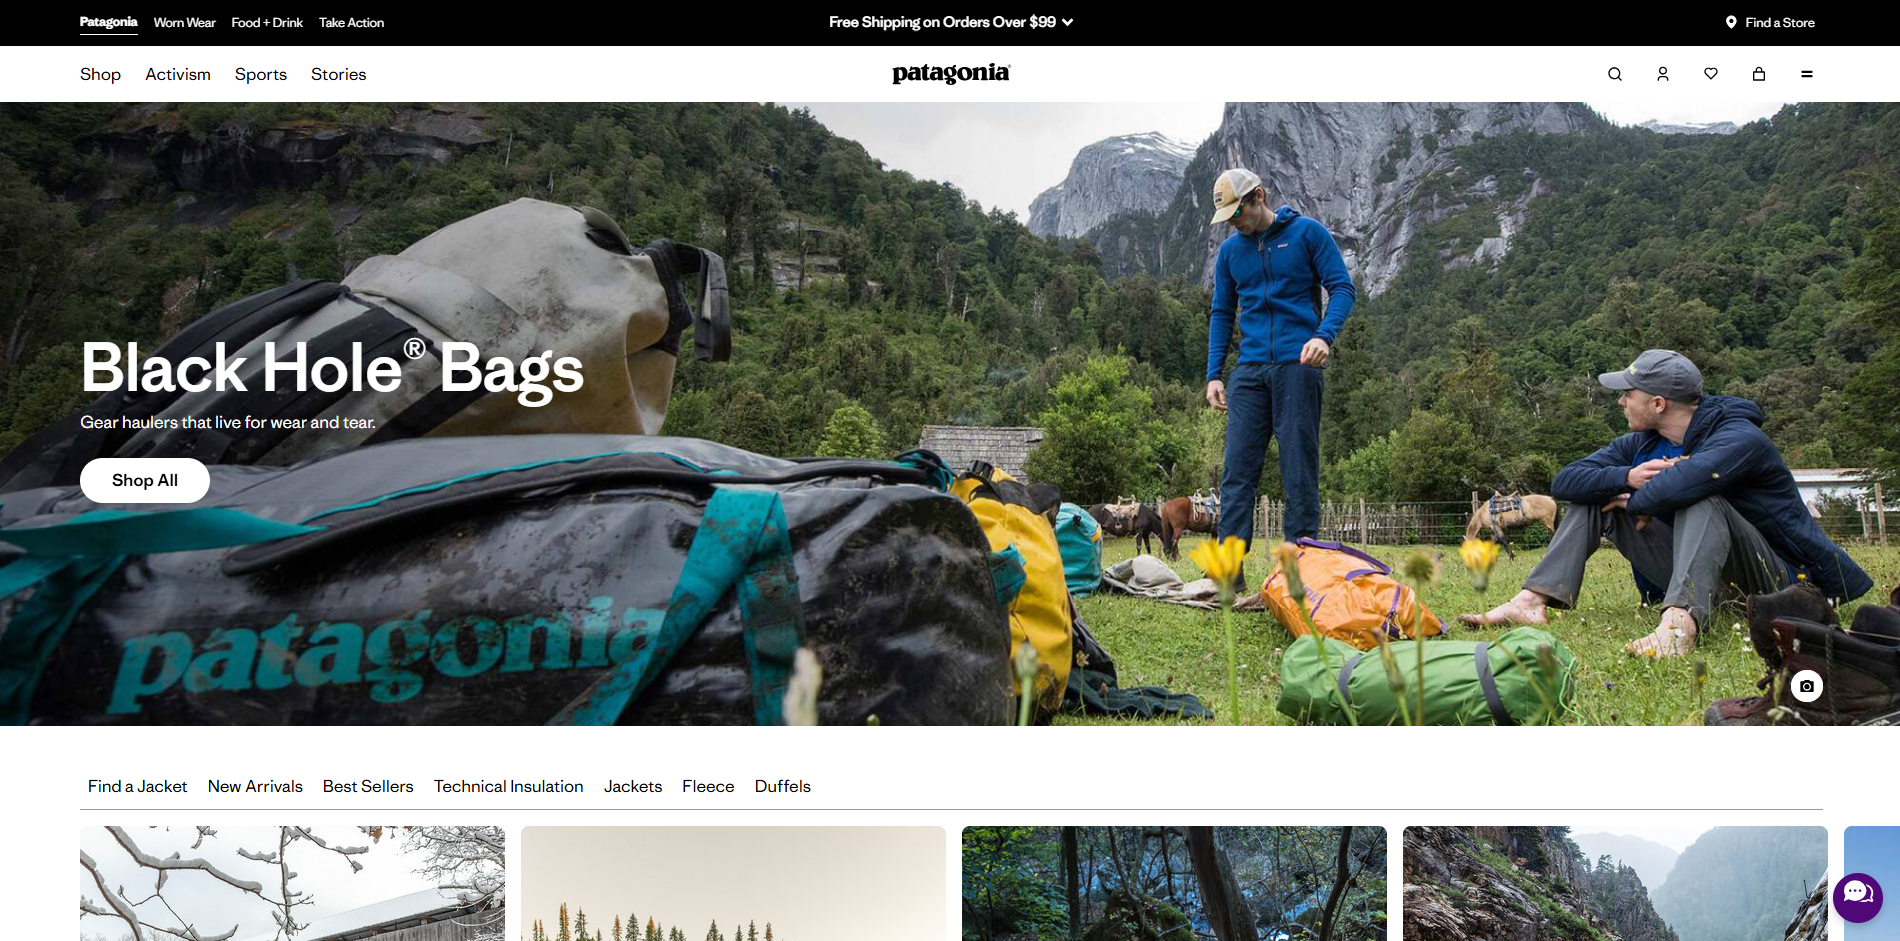 Patagonia Worn Wear Food + Drink Take Action
Free Shipping on Orders Over $99
Find a Store
Shop Activism Sports Stories
patagonia®
Black Hole® Bags
Gear haulers that live for wear and tear.
Shop All
patagonia
Find a Jacket New Arrivals Best Sellers Technical Insulation Jackets Fleece Duffels